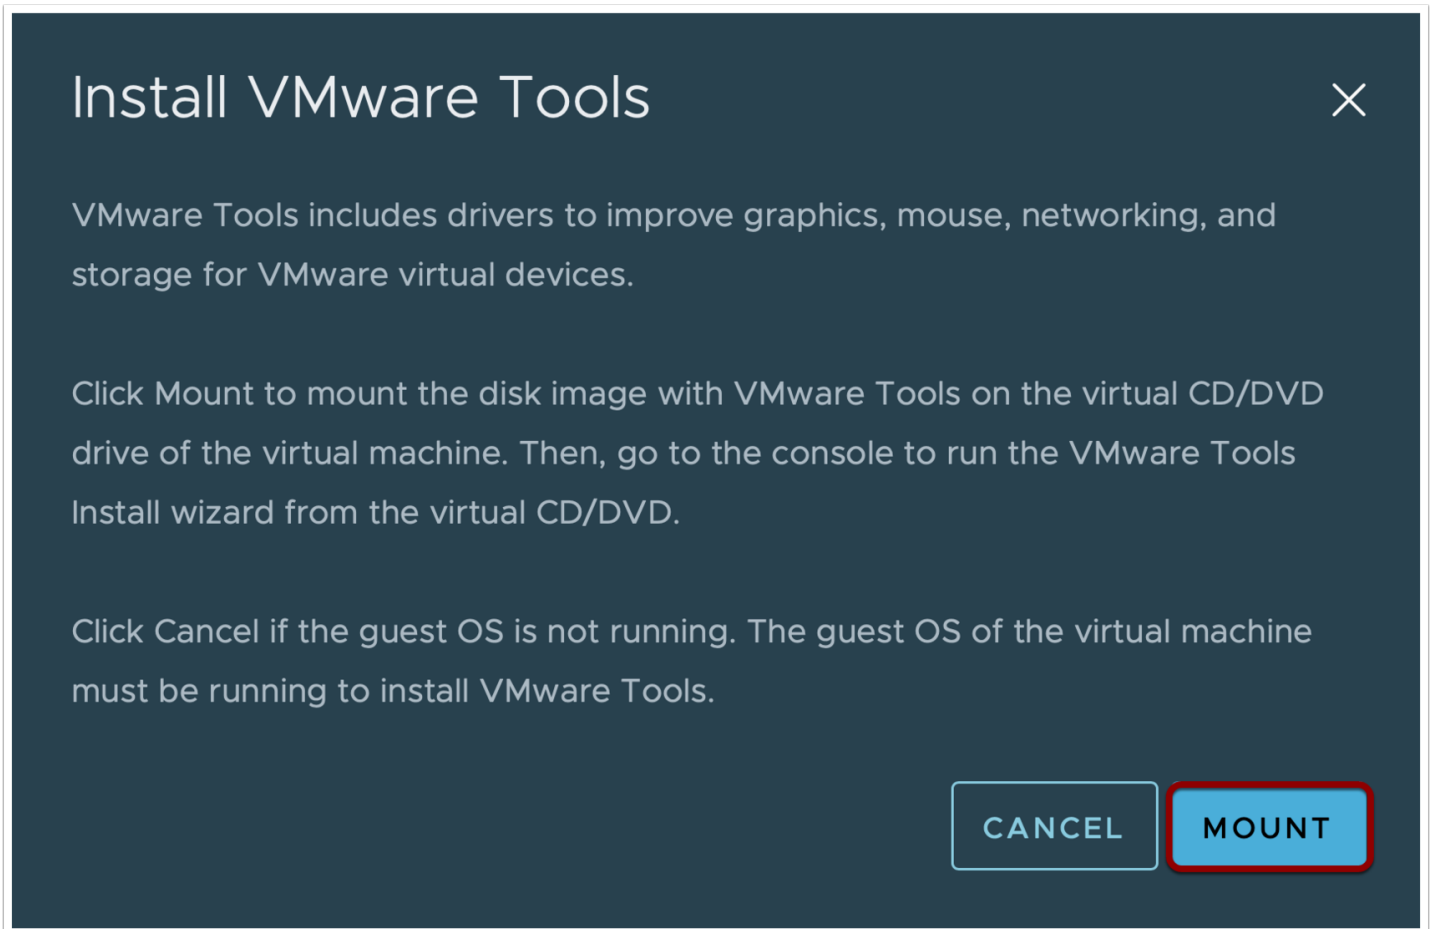 Install VMware Tools
VMware Tools includes drivers to improve graphics, mouse, networking, and
storage for VMware virtual devices.
Click Mount to mount the disk image with VMware Tools on the virtual CD/DVD
drive of the virtual machine. Then, go to the console to run the VMware Tools
Install wizard from the virtual CD/DVD.
Click Cancel if the guest OS is not running. The guest OS of the virtual machine
must be running to install VMware Tools.
CANCEL MOUNT